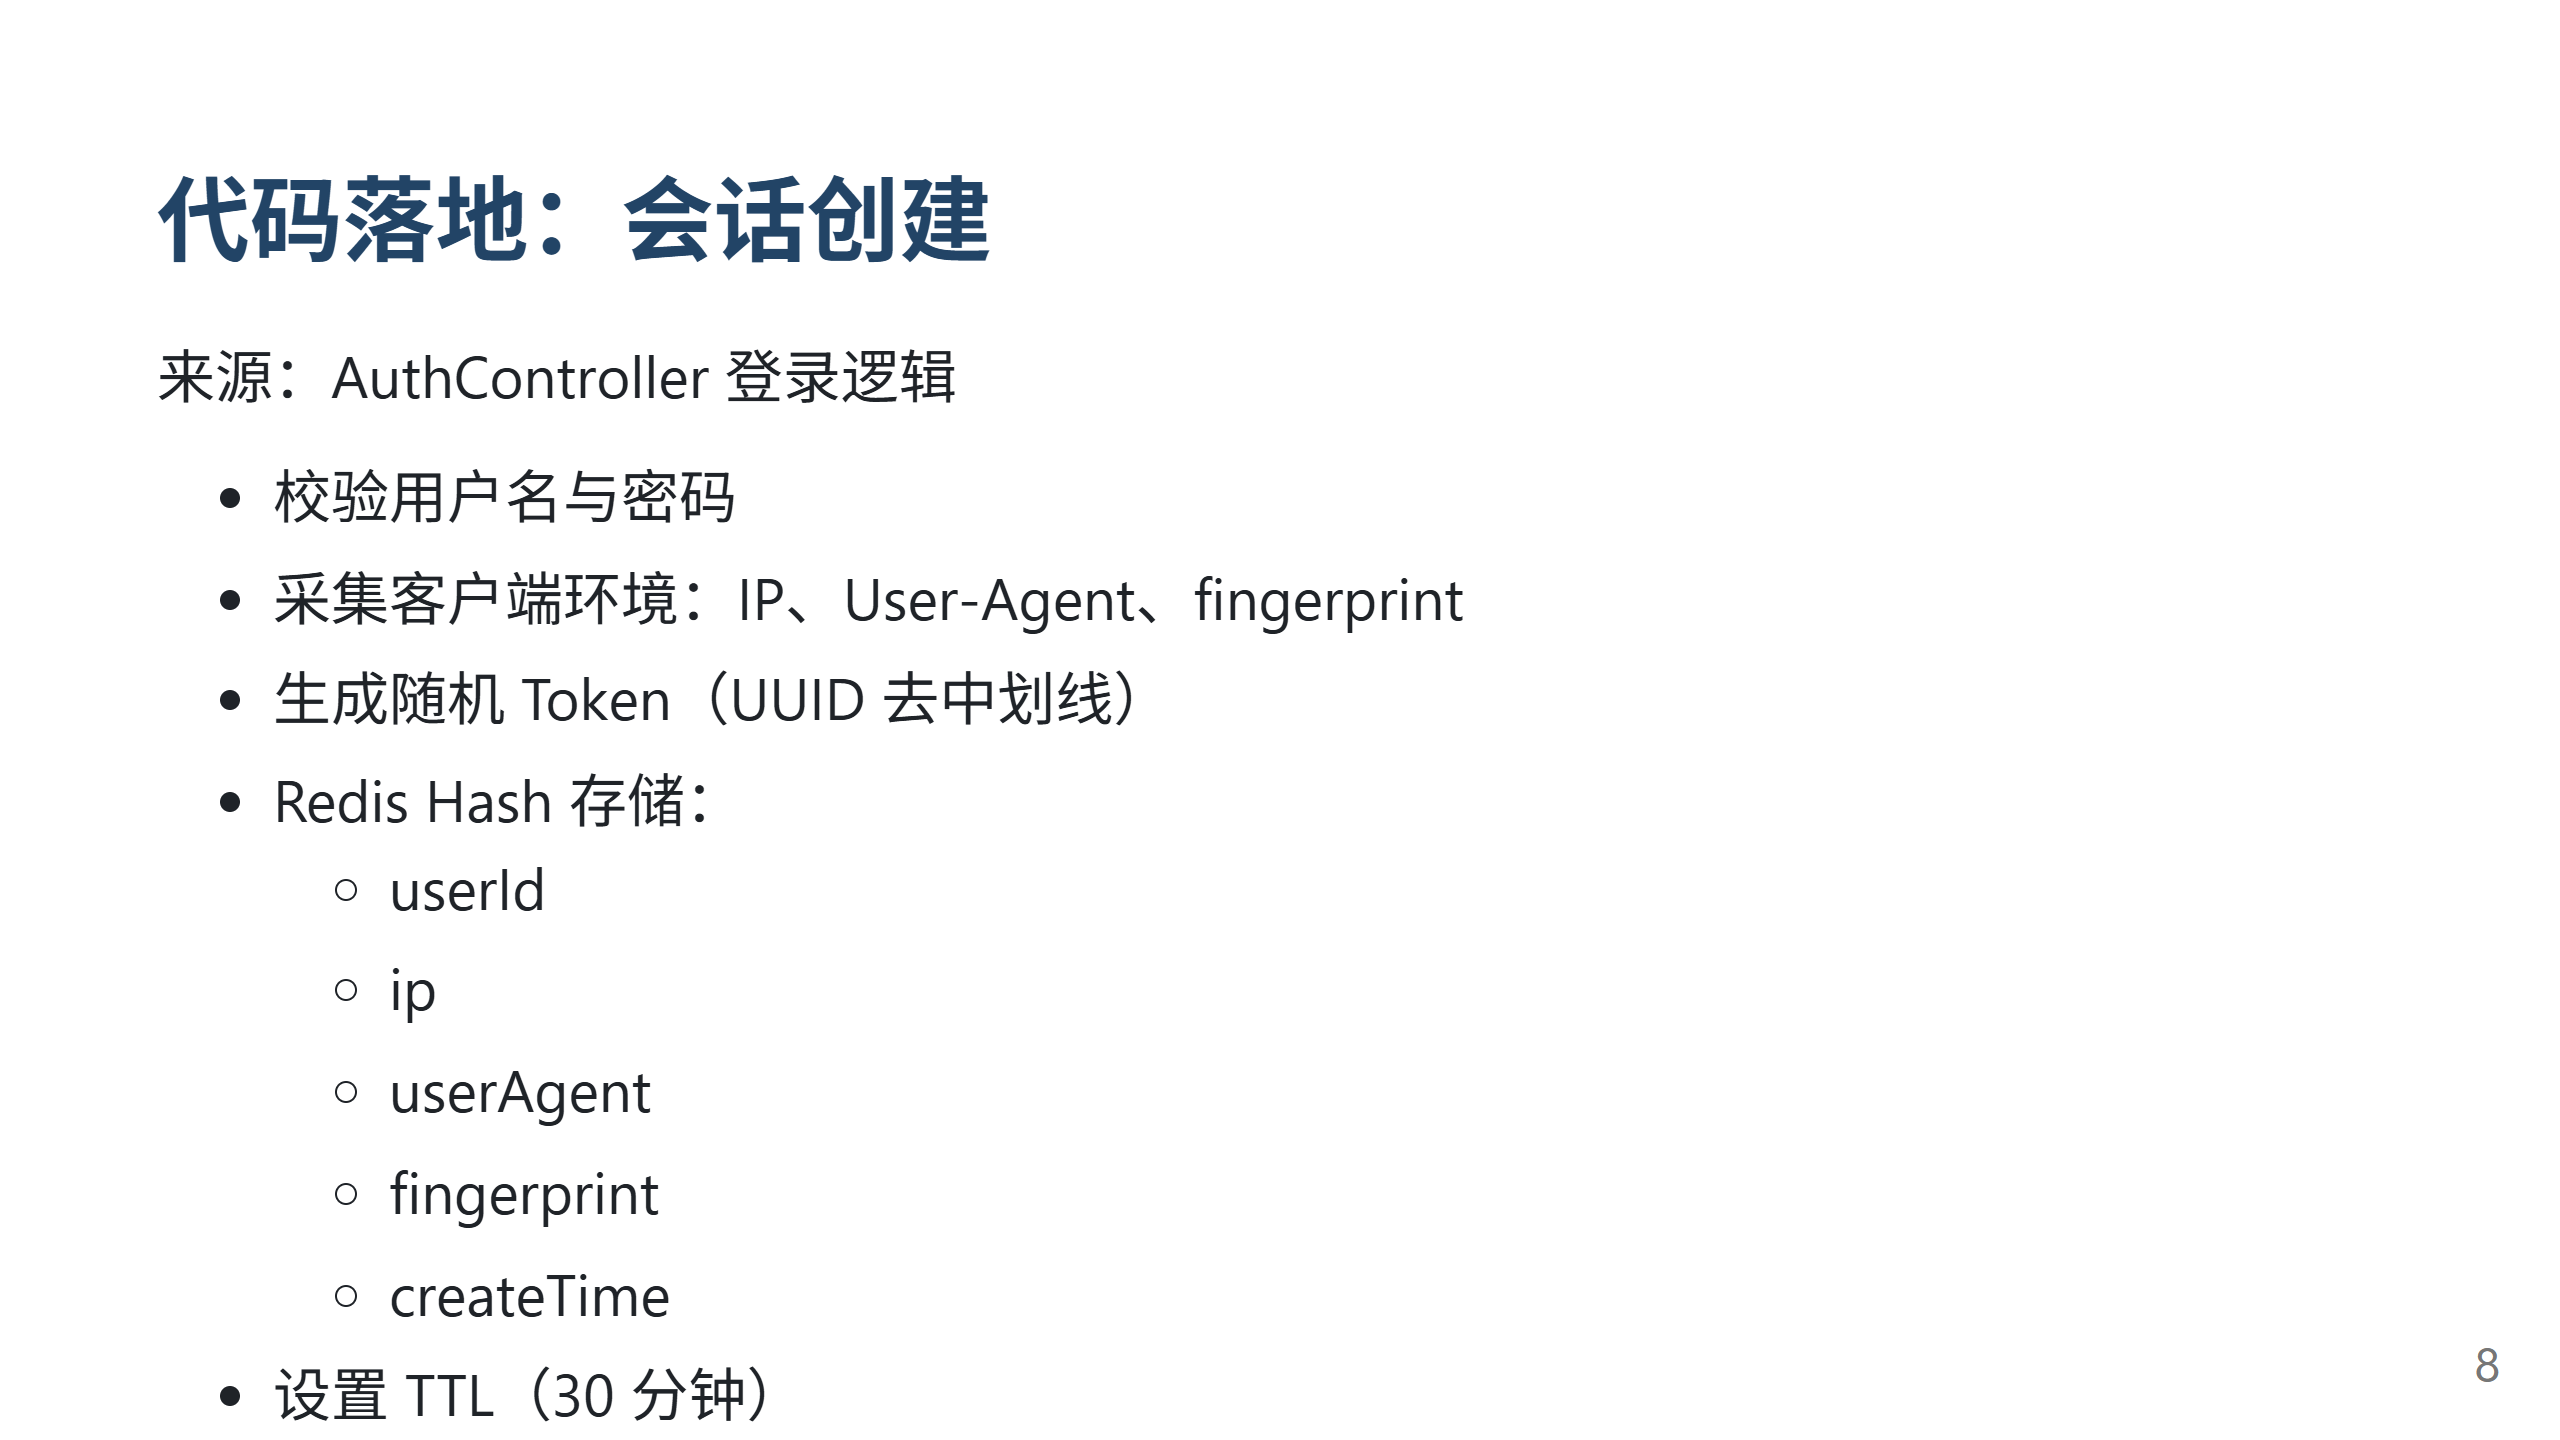 代码落地：会话创建
来源：AuthController 登录逻辑
校验用户名与密码
采集客户端环境：IP、User-Agent、fingerprint
生成随机 Token（UUID 去中划线）
Redis Hash 存储：
userId
ip
userAgent
fingerprint
createTime
设置 TTL（30 分钟）
8